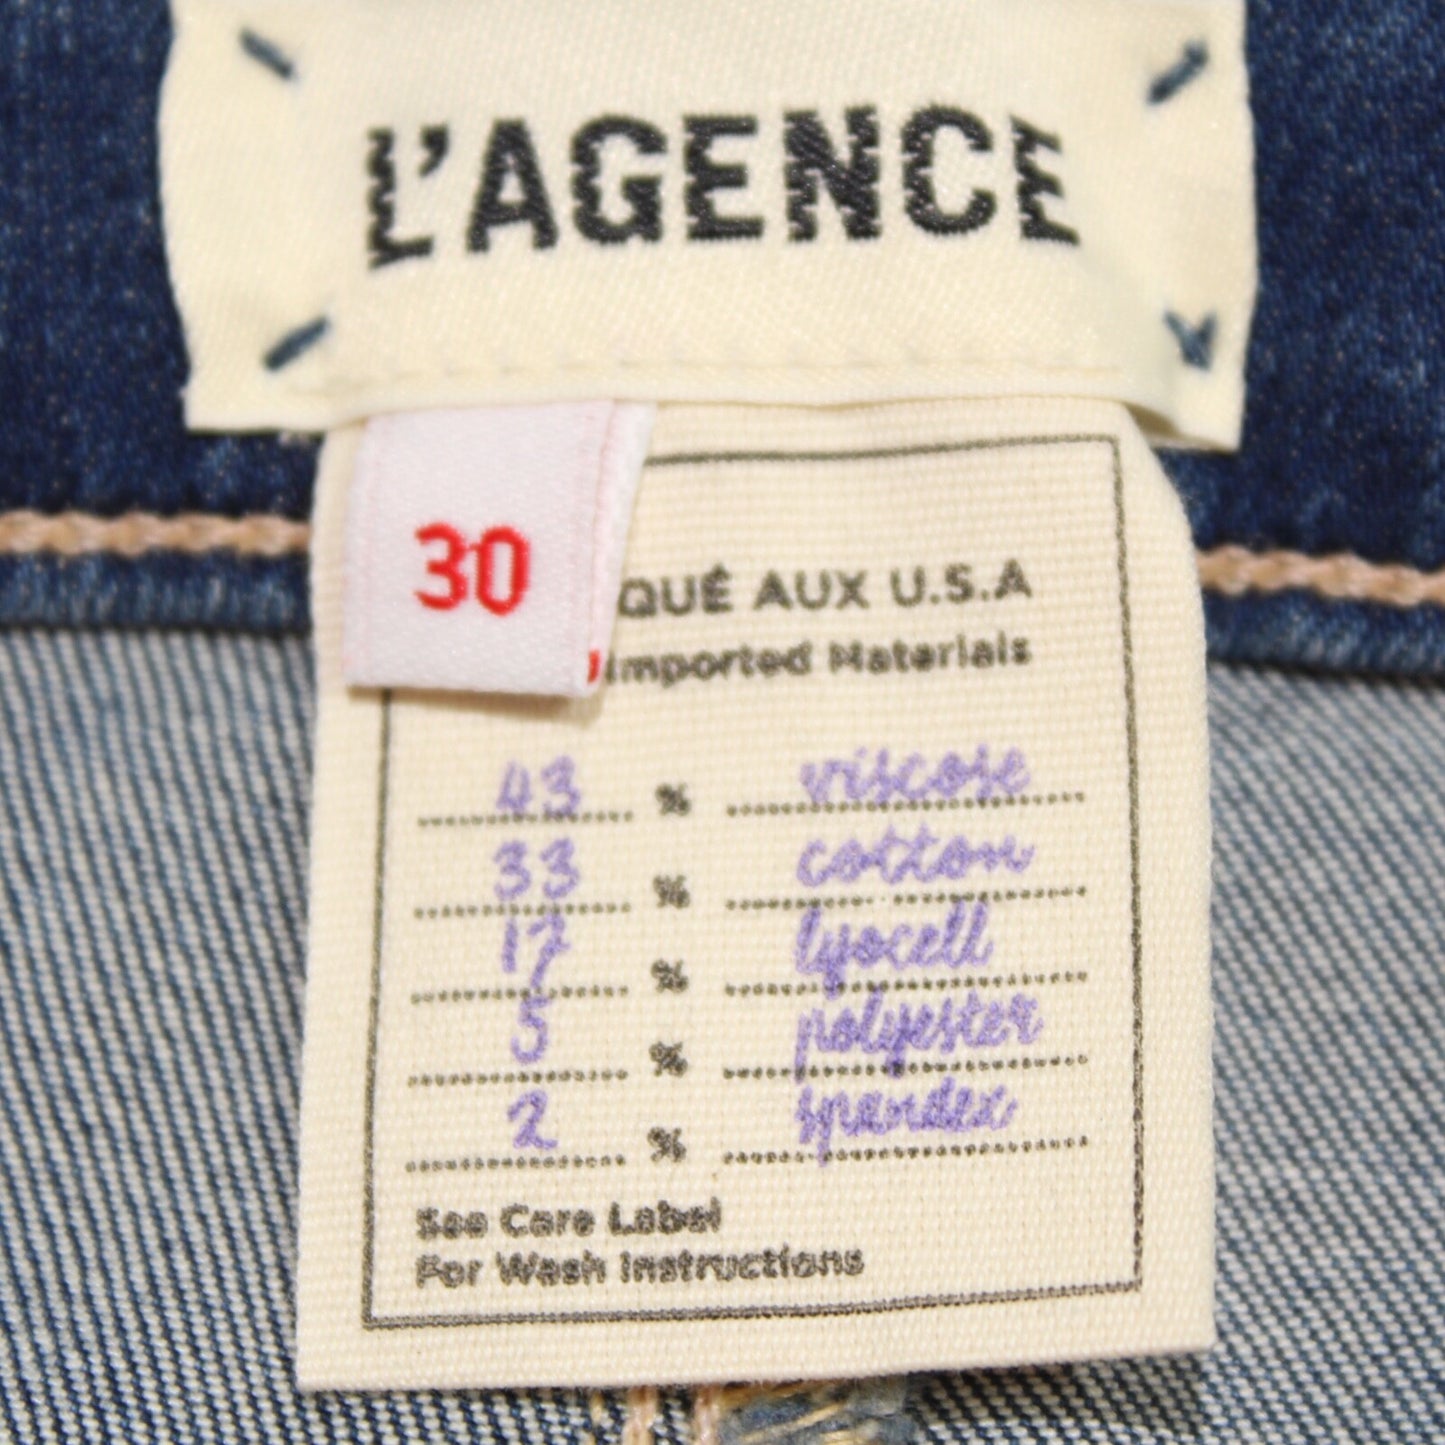 L'AGENCE
30
QUÉ AUX U.S.A
Imported Materials
43 % viscose
33 % cotton
17 % lyocell
5 % polyester
2 % spandex
See Care Label
For Wash Instructions